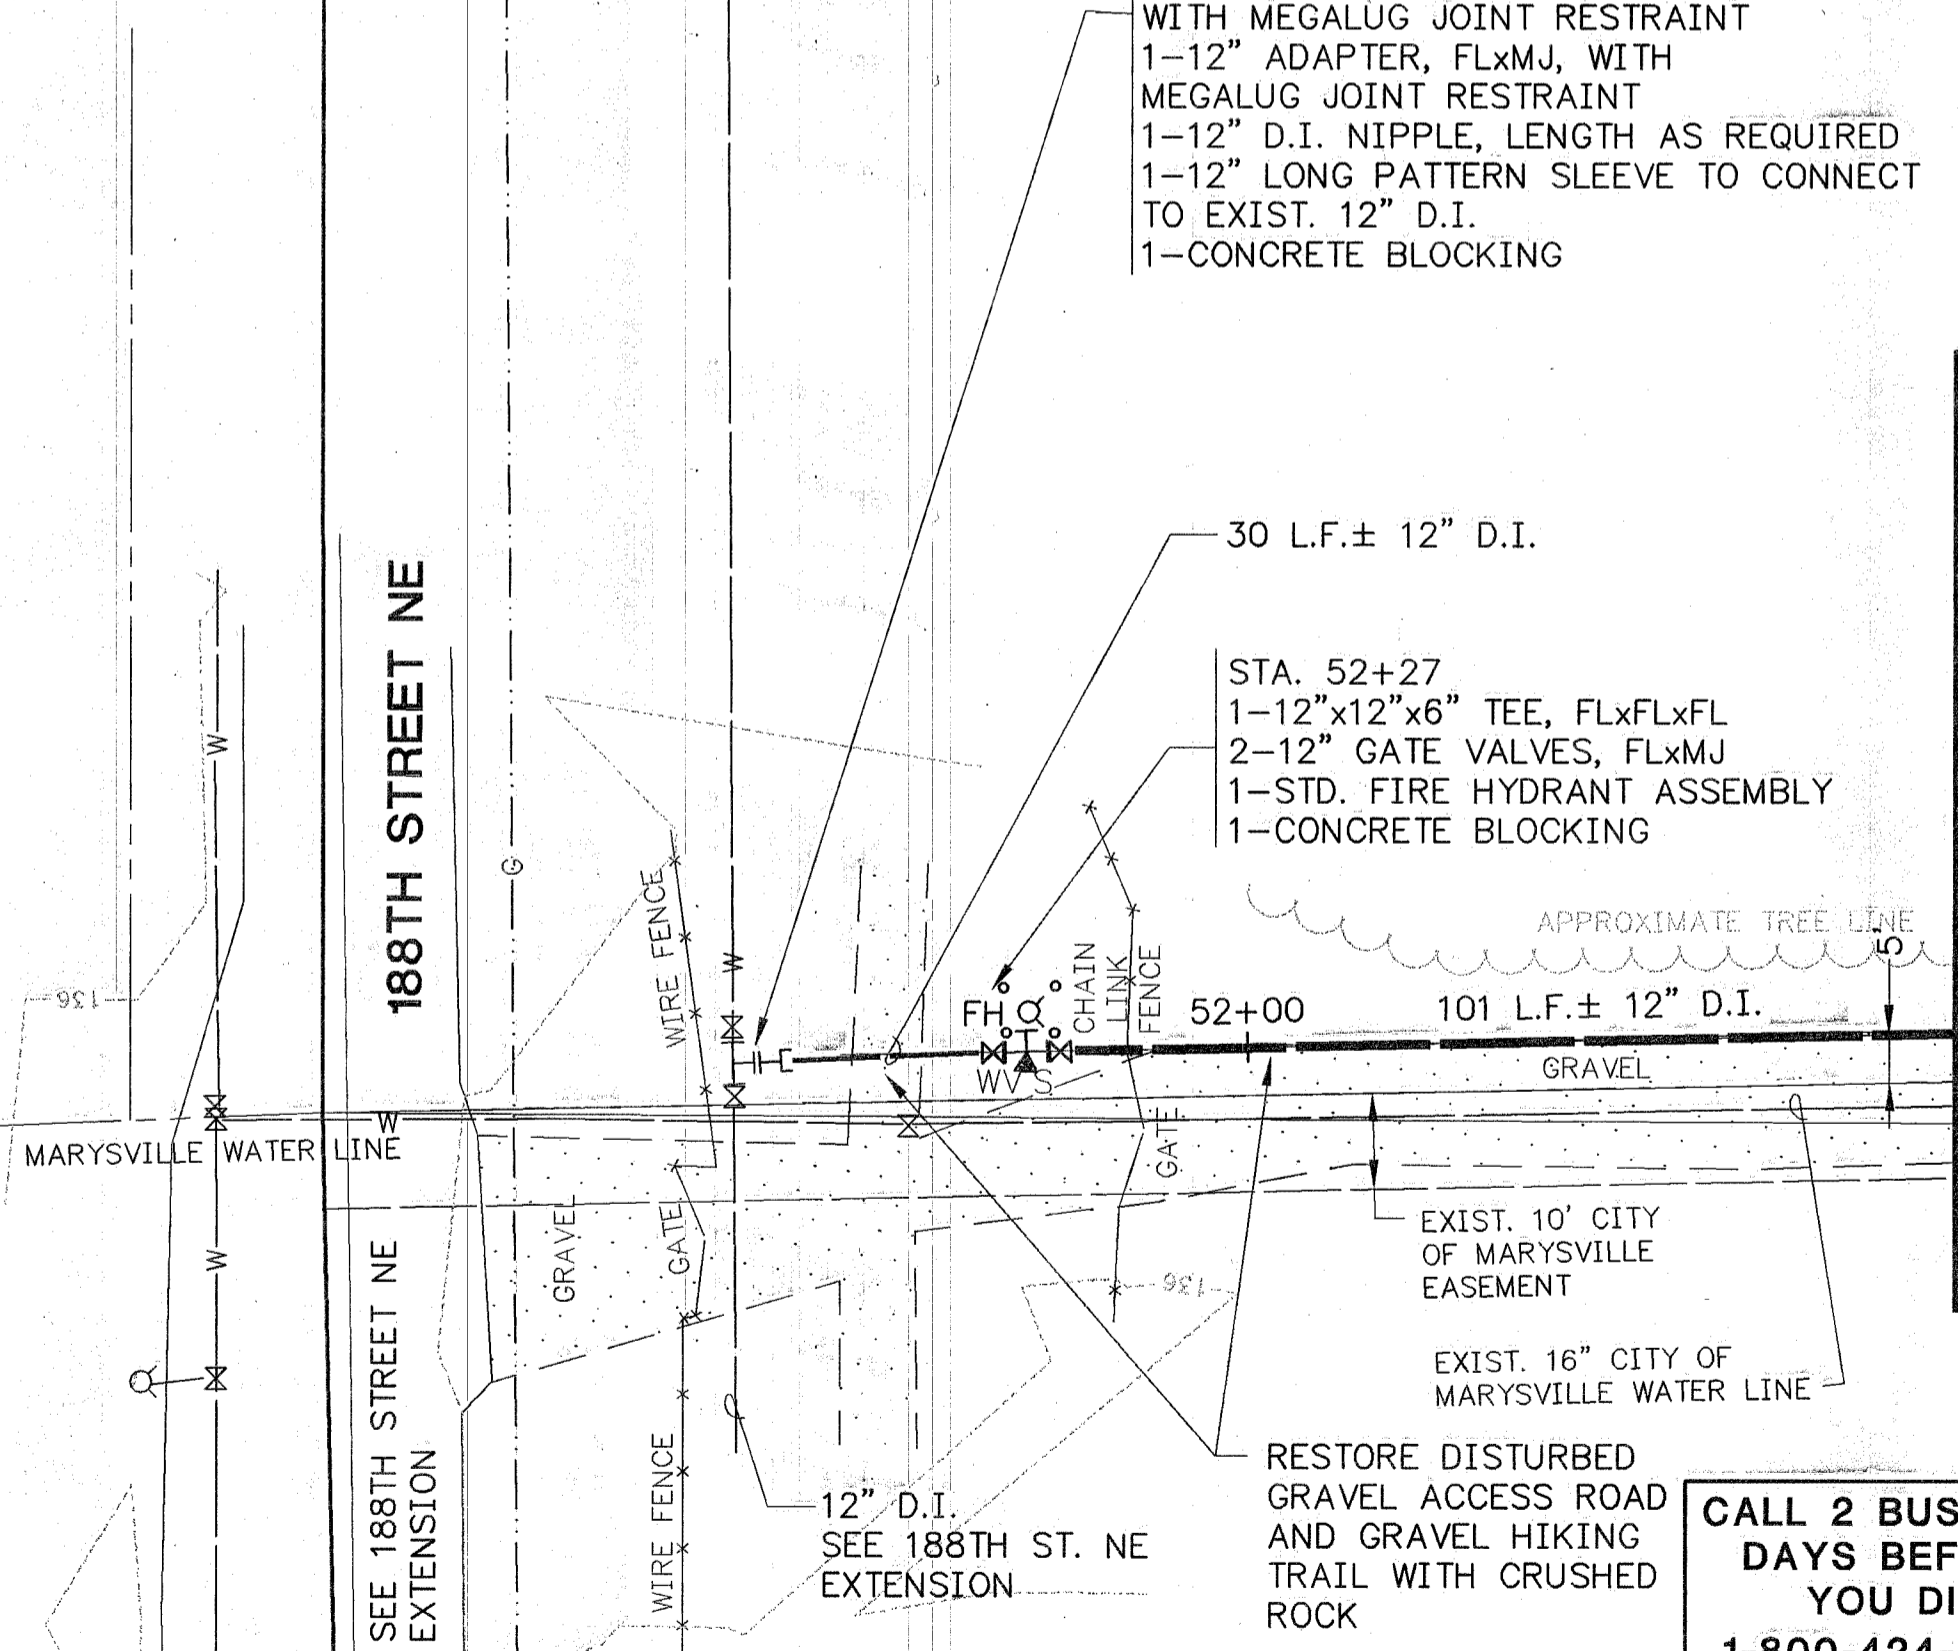 WITH MEGALUG JOINT RESTRAINT
1-12" ADAPTER, FLxMJ, WITH
MEGALUG JOINT RESTRAINT
1-12" D.I. NIPPLE, LENGTH AS REQUIRED
1-12" LONG PATTERN SLEEVE TO CONNECT
TO EXIST. 12" D.I.
1-CONCRETE BLOCKING
30 L.F.± 12" D.I.
188TH STREET NE
STA. 52+27
1-12"x12"x6" TEE, FLxFLxFL
2-12" GATE VALVES, FLxMJ
1-STD. FIRE HYDRANT ASSEMBLY
1-CONCRETE BLOCKING
W
G
WIRE FENCE
W
APPROXIMATE TREE LINE
5'
136
FH
CHAIN
LINK
FENCE
52+00
101 L.F.± 12" D.I.
WV S
GRAVEL
W
MARYSVILLE WATER LINE
GATE
W
GRAVEL
GATE
EXIST. 10' CITY
OF MARYSVILLE
EASEMENT
136
SEE 188TH STREET NE
EXTENSION
EXIST. 16" CITY OF
MARYSVILLE WATER LINE
WIRE FENCE
12" D.I.
SEE 188TH ST. NE
EXTENSION
RESTORE DISTURBED
GRAVEL ACCESS ROAD
AND GRAVEL HIKING
TRAIL WITH CRUSHED
ROCK
CALL 2 BUS
DAYS BEF
YOU DI
1-800-424-